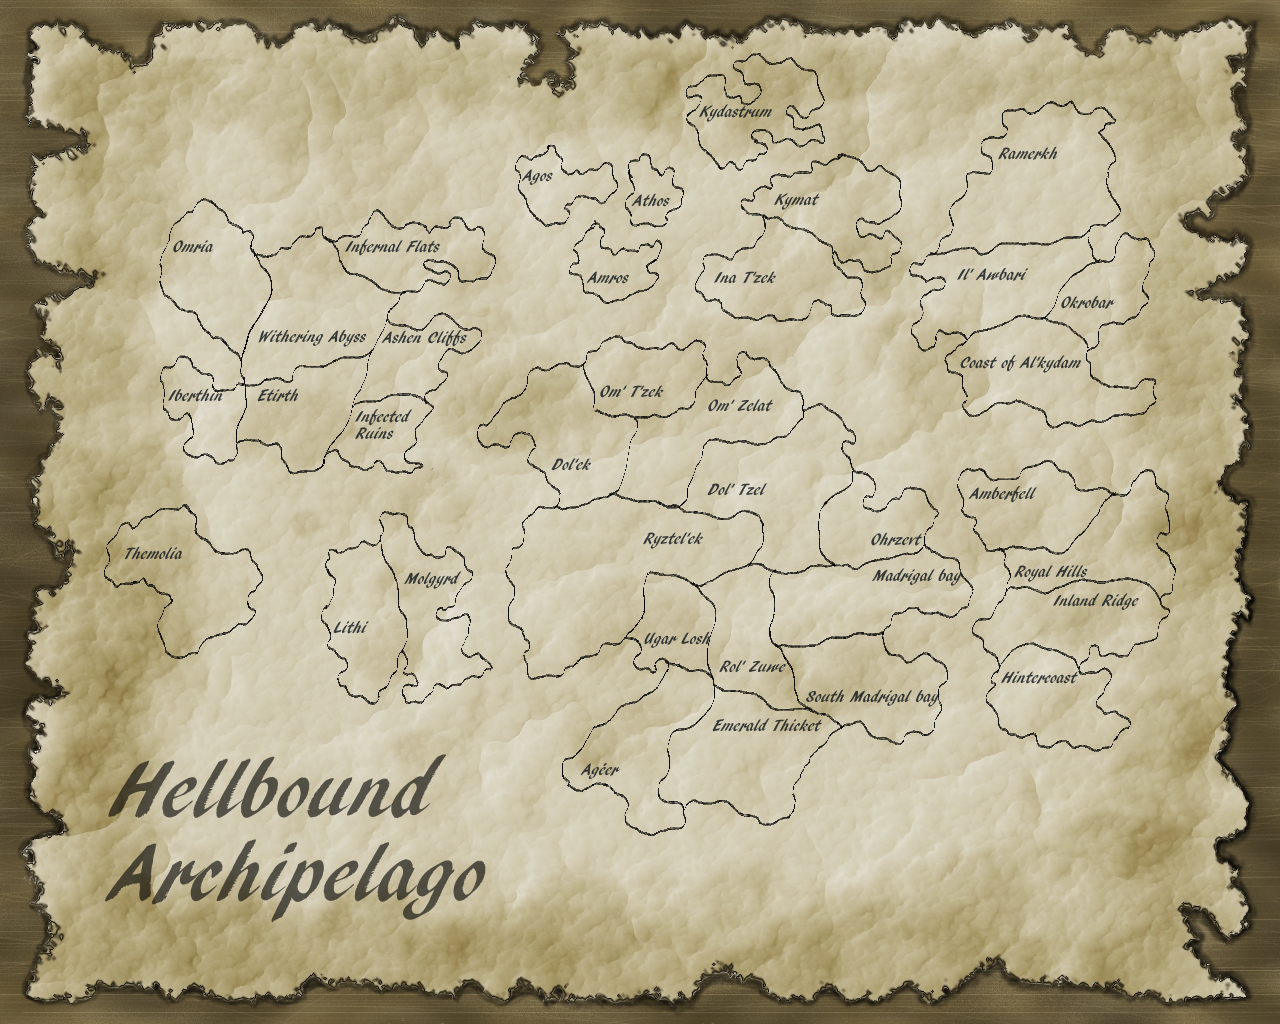 Kydastrum
Ramerkh
Agos
Athos
Kymat
Omria
Infernal Flats
Amros
Ina T'zek
Il' Awbari
Okrobar
Withering Abyss
Ashen Cliffs
Coast of Al'kydam
Iberthin
Etirth
Om' T'zek
Om' Zelat
Infected
Ruins
Dol'ek
Dol' Tzel
Amberfell
Themolia
Ryztel'ek
Ohrzert
Molgyrd
Madrigal bay
Royal Hills
Inland Ridge
Lithi
Ugar Losh
Rol' Zuwe
Hintercoast
South Madrigal bay
Emerald Thicket
Agéer
Hellbound
Archipelago